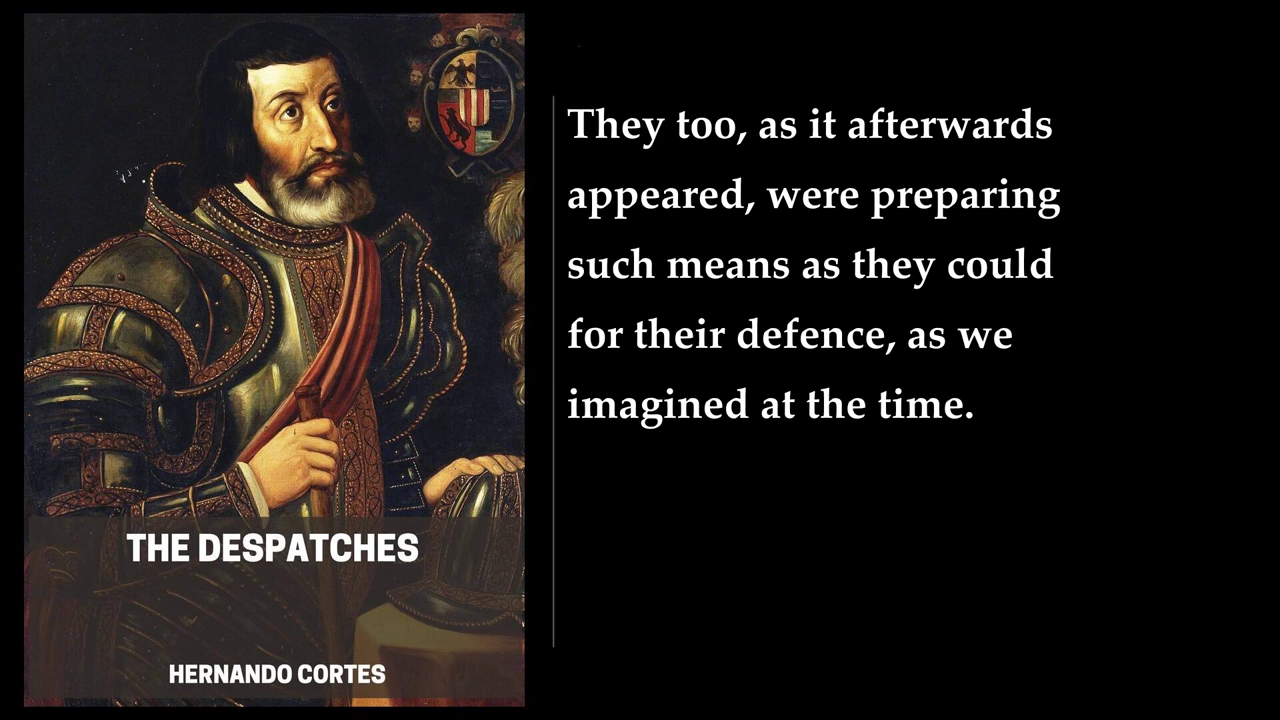 THE DESPATCHES
HERNANDO CORTES
They too, as it afterwards
appeared, were preparing
such means as they could
for their defence, as we
imagined at the time.